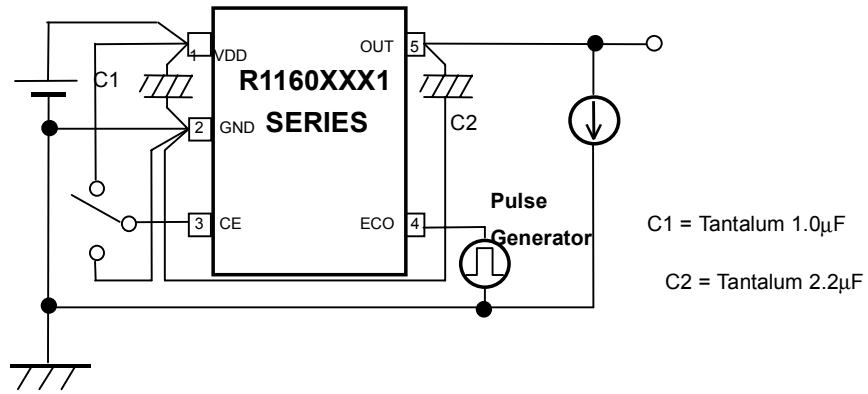 1 VDD
OUT 5
C1
R1160XXX1
SERIES
2 GND
C2
Pulse
Generator
3 CE
ECO 4
C1 = Tantalum 1.0μF
C2 = Tantalum 2.2μF